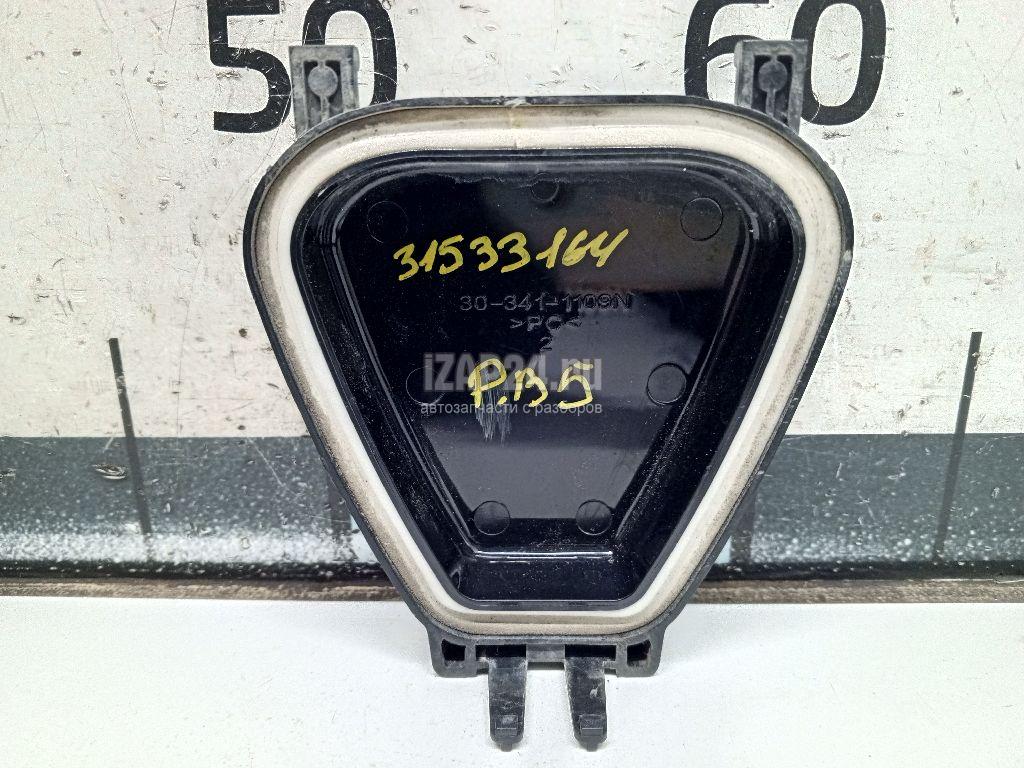 50 60
31533164
30-341-1109N
>PC<
2
iZAP24.ru
P.B5
автозапчасти с разборов